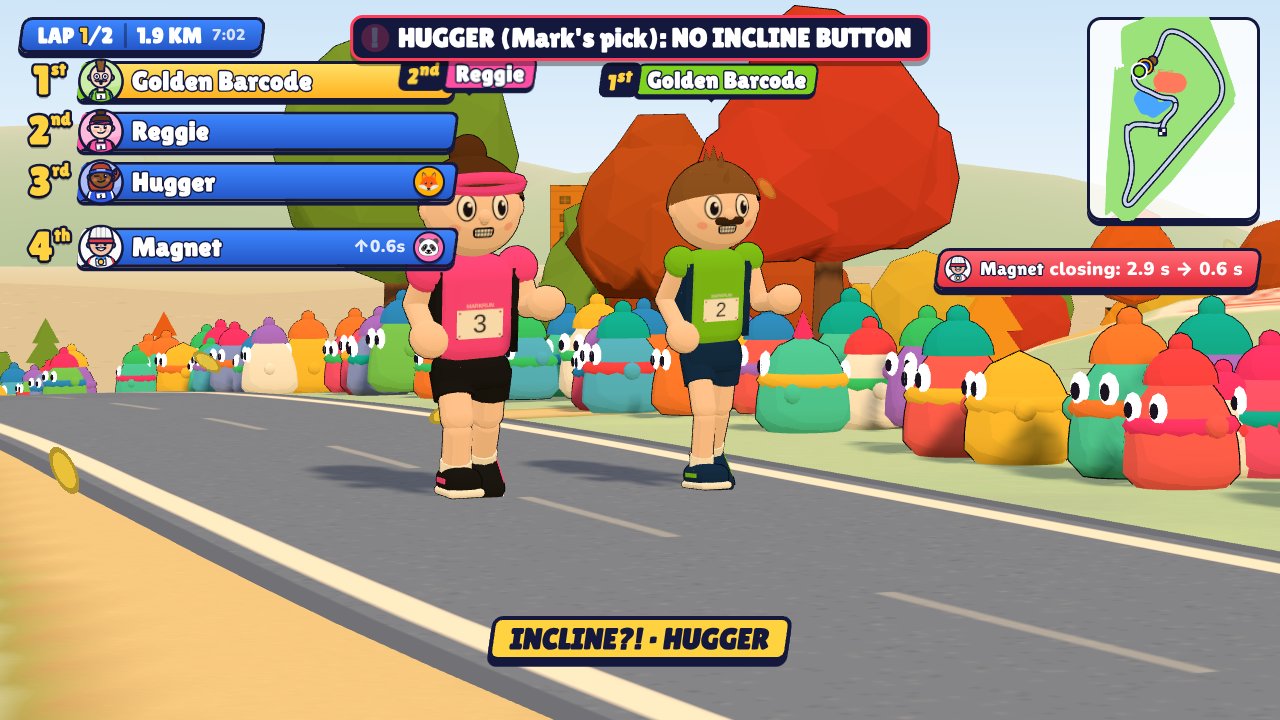 LAP 1/2 1.9 KM 7:02
! HUGGER (Mark's pick): NO INCLINE BUTTON
1st Golden Barcode
2nd Reggie
3rd Hugger
4th Magnet ↑0.6s
2nd Reggie
1st Golden Barcode
Magnet closing: 2.9 s → 0.6 s
3
2
INCLINE?! · HUGGER